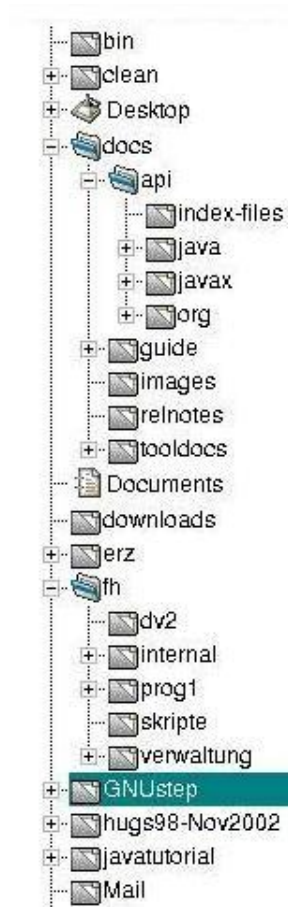 bin
clean
Desktop
docs
api
index-files
java
javax
org
guide
images
relnotes
tooldocs
Documents
downloads
erz
fh
dv2
internal
prog1
skripte
verwaltung
GNUstep
hugs98-Nov2002
javatutorial
Mail